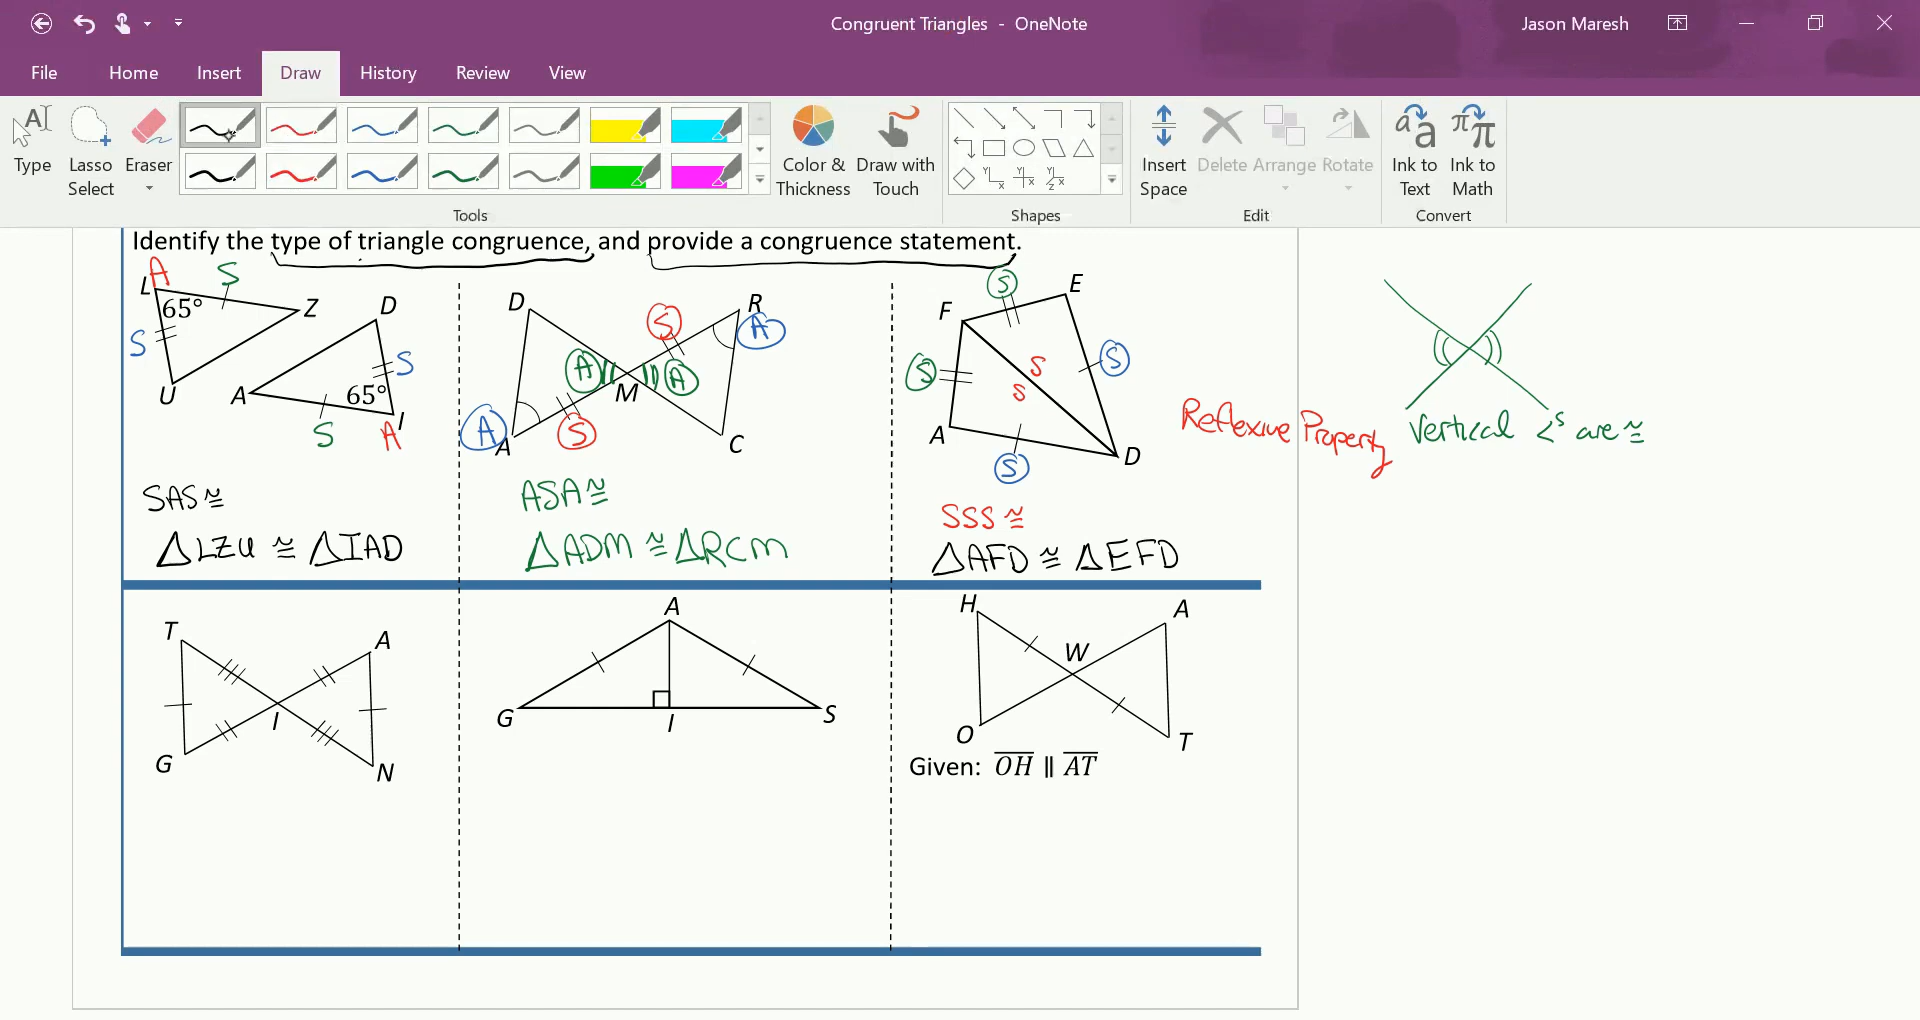 Congruent Triangles - OneNote
Jason Maresh
File Home Insert Draw History Review View
Type
Lasso Select
Eraser
Color & Thickness
Draw with Touch
Insert Space
Delete
Arrange
Rotate
Ink to Text
Ink to Math
Tools
Shapes
Edit
Convert
Identify the type of triangle congruence, and provide a congruence statement.
L A S
65°
Z
S
U
D
S
A
65°
I
S A
SAS ≅
△LZU ≅ △IAD
D
R
S
A
A M A
A
A
S
C
ASA ≅
△ADM ≅ △RCM
S
E
F
S
S
S
S
A
D
S
SSS ≅
△AFD ≅ △EFD
Reflexive Property
Vertical ∠s are ≅
T
A
I
G
N
A
G
I
S
H
A
W
O
T
Given: OH ∥ AT